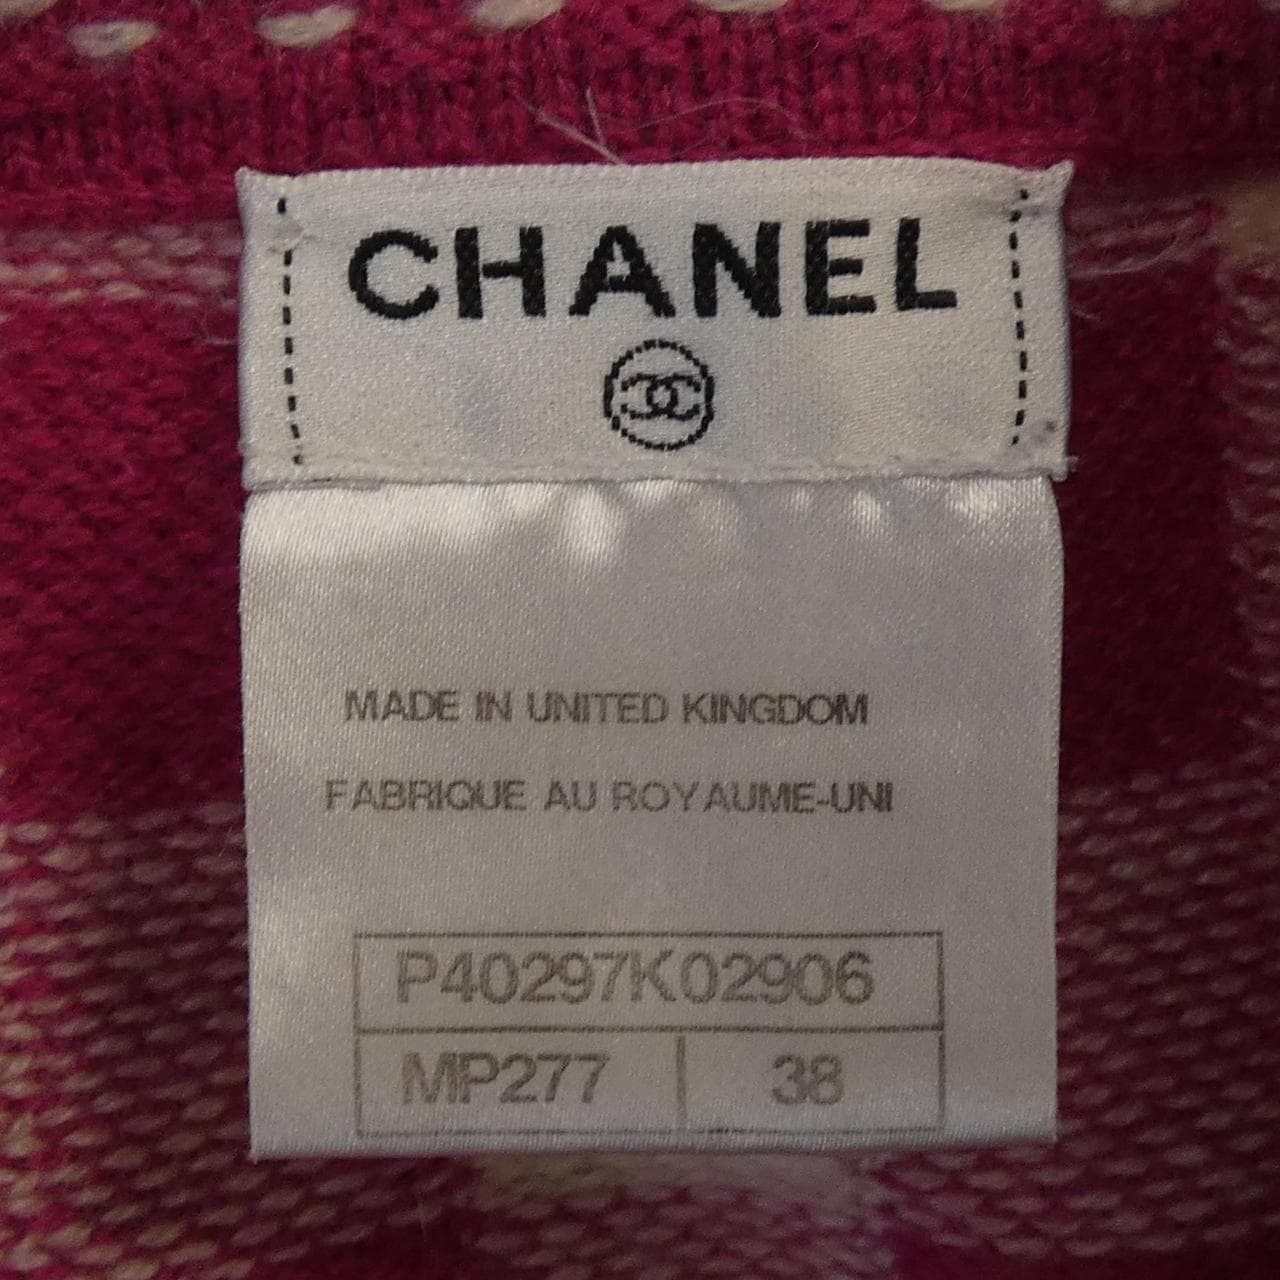 CHANEL
MADE IN UNITED KINGDOM
FABRIQUE AU ROYAUME-UNI
P40297K02906
MP277 38